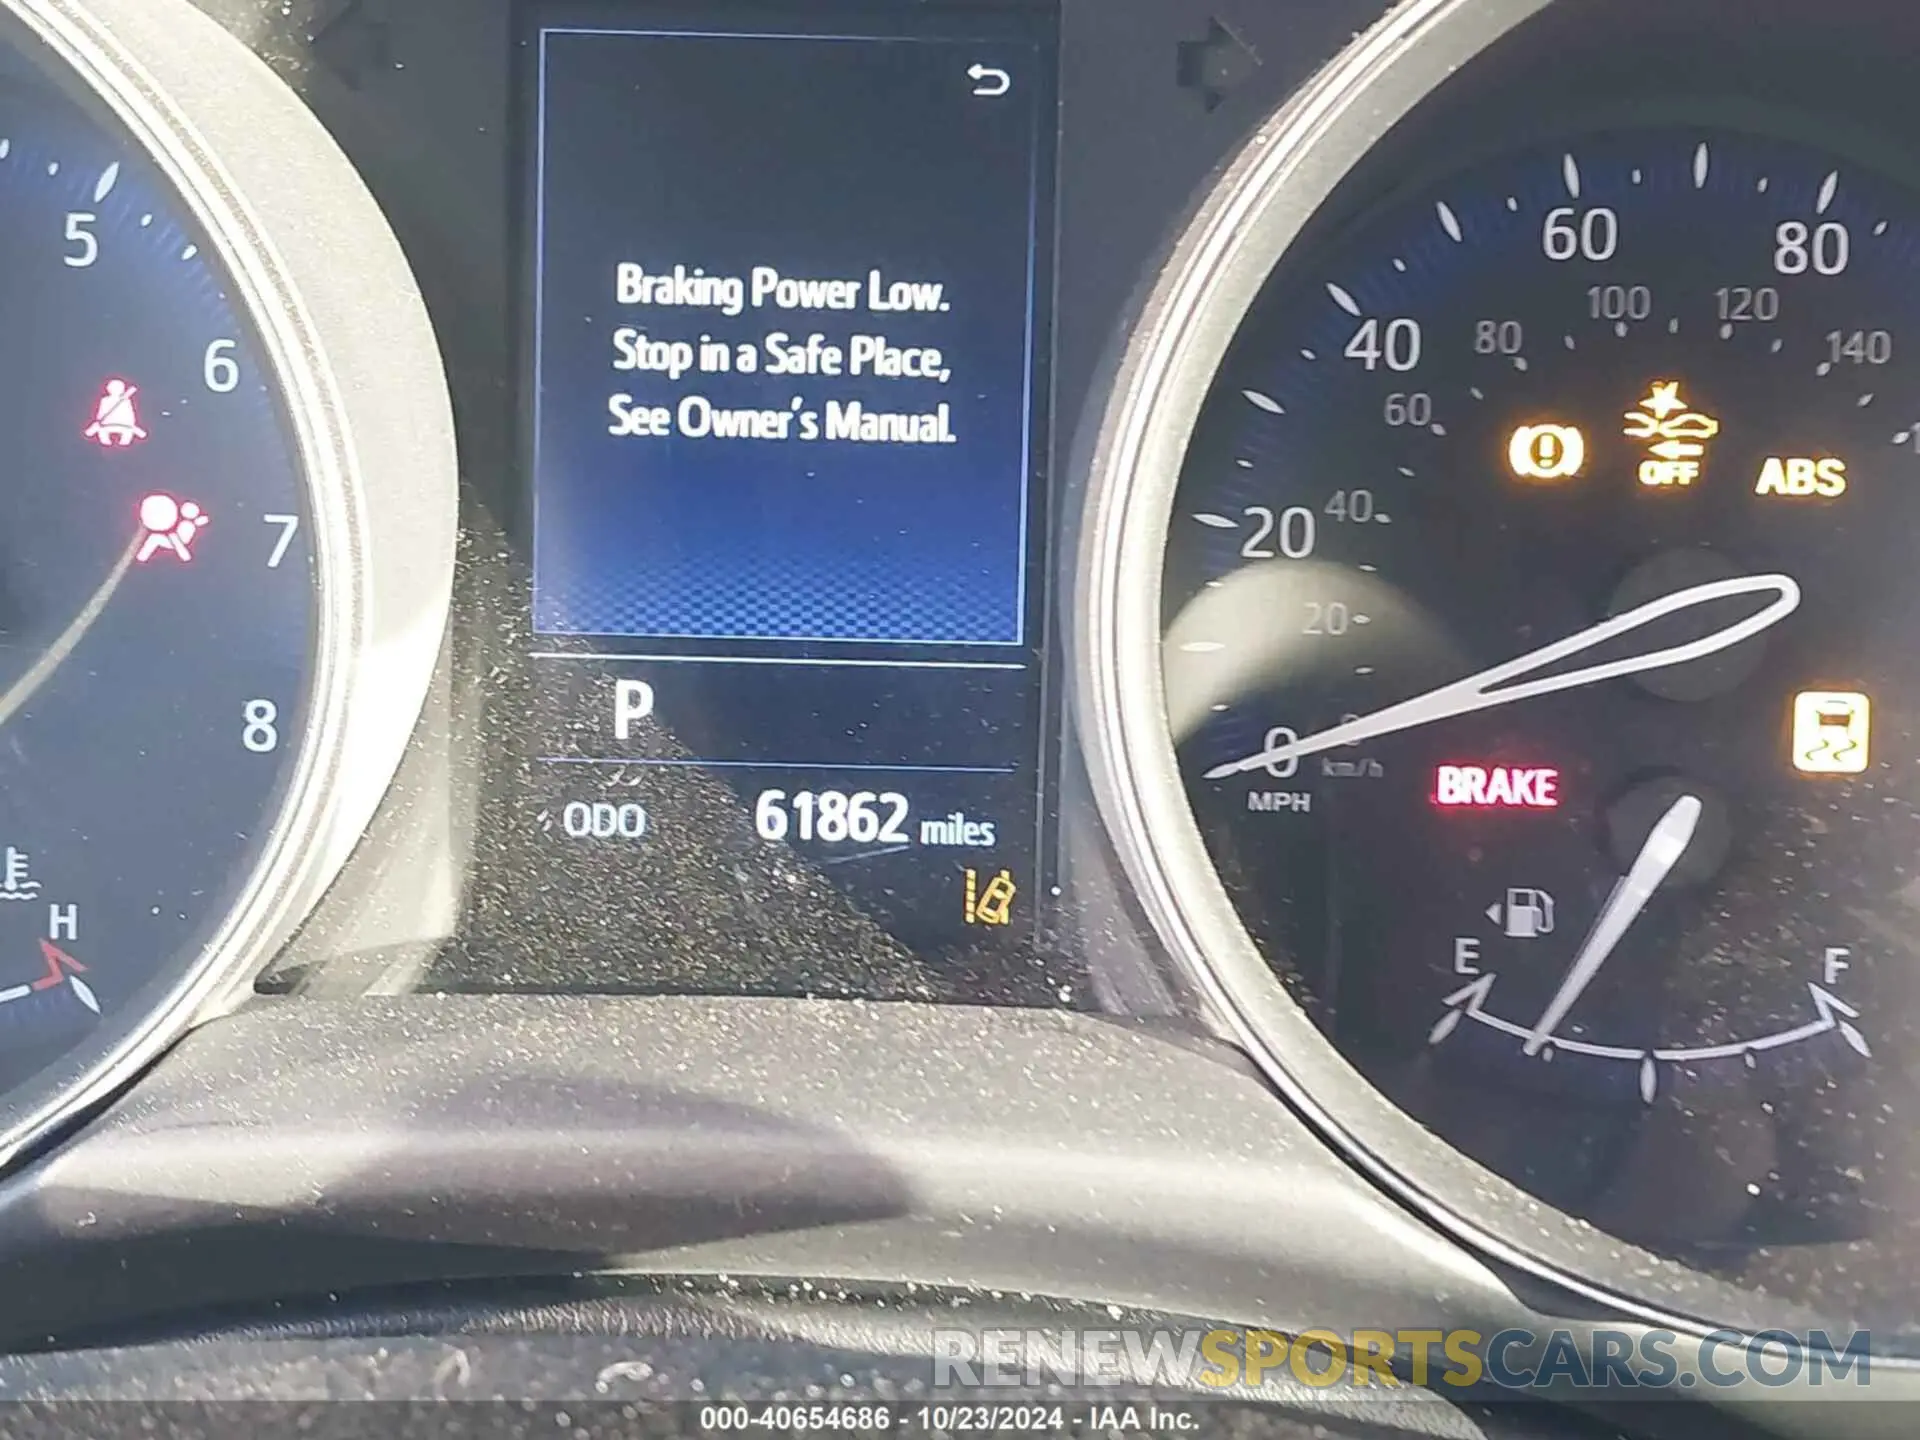 Braking Power Low.
Stop in a Safe Place,
See Owner's Manual.
P
ODO 61862 miles
5
6
7
8
H
0
20
40
60
80
20
40
60
80
100
120
140
km/h
MPH
OFF
ABS
BRAKE
E
F
RENEWSPORTSCARS.COM
000-40654686 - 10/23/2024 - IAA Inc.